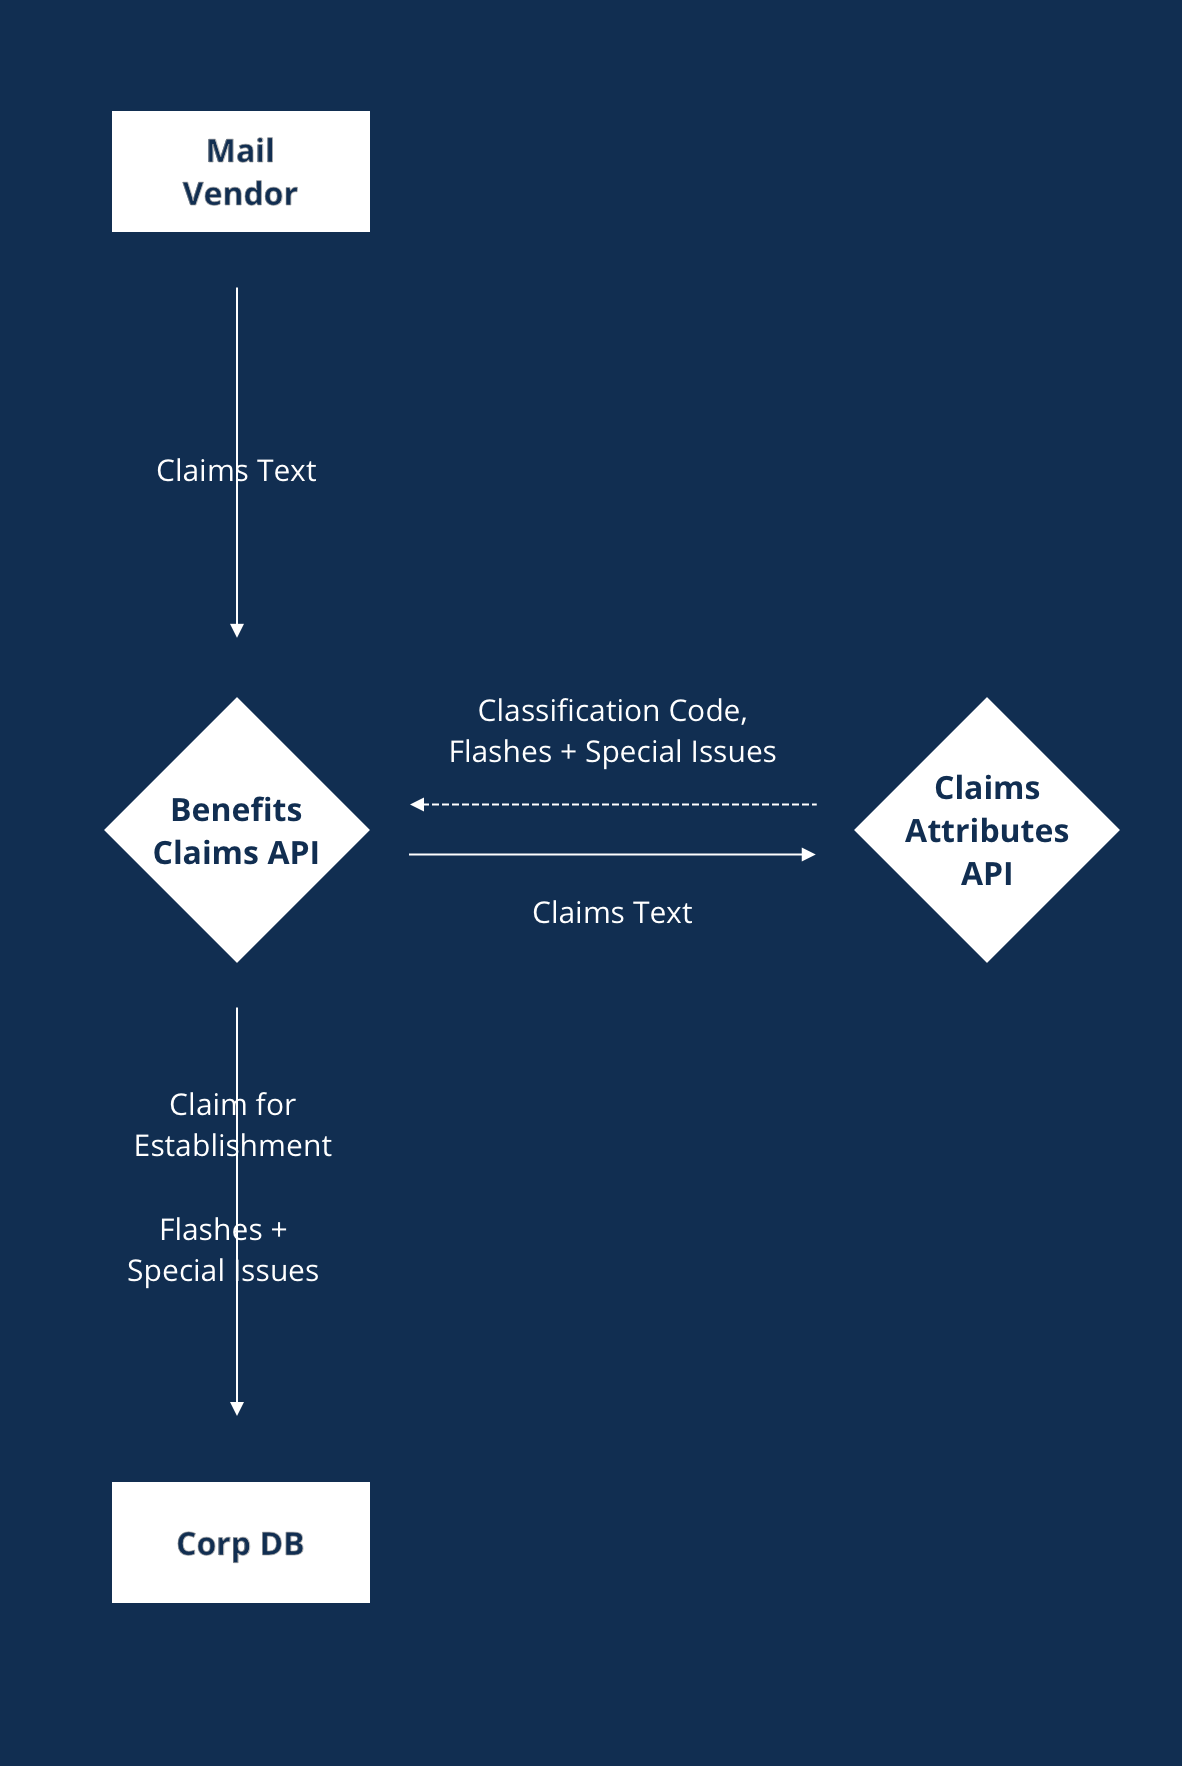 Mail
Vendor
Claims Text
Classification Code,
Flashes + Special Issues
Benefits
Claims API
Claims
Attributes
API
Claims Text
Claim for
Establishment
Flashes +
Special Issues
Corp DB